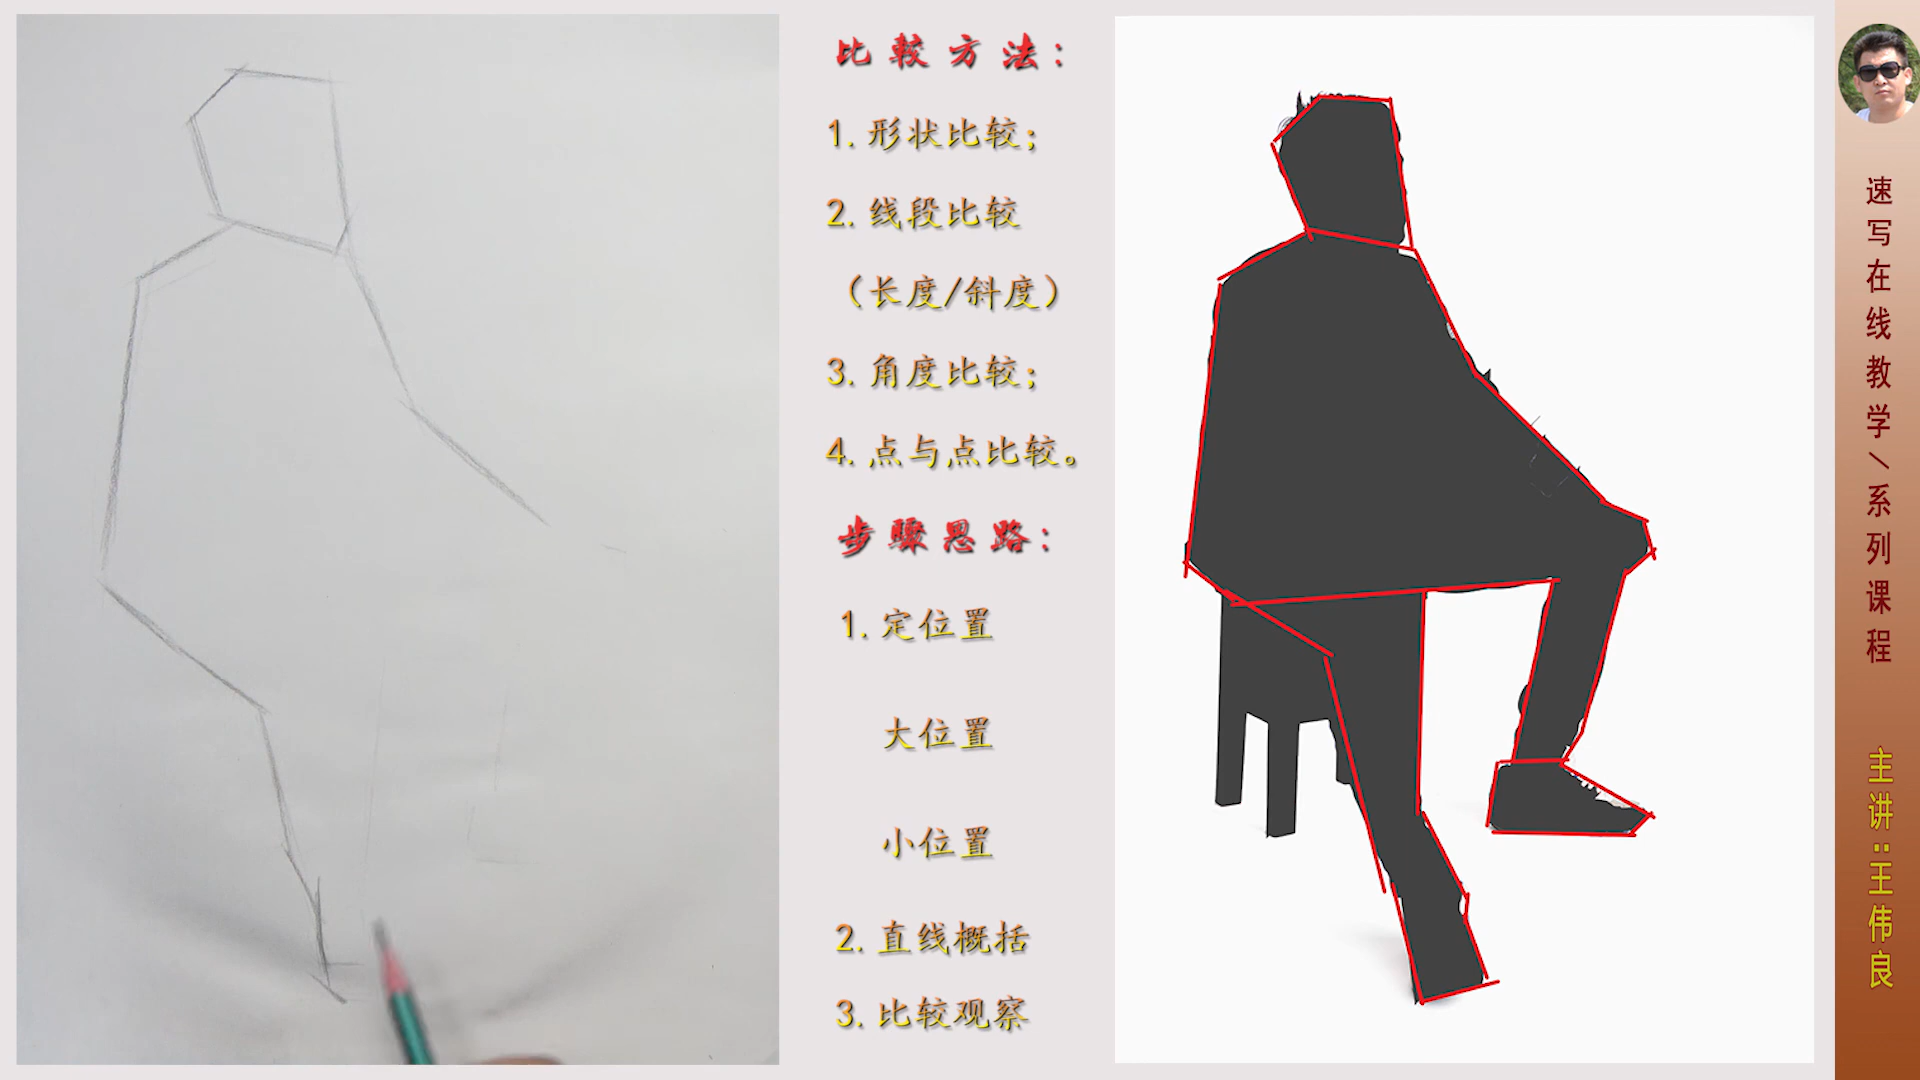 比較方法：
1. 形状比较；
2. 线段比较
（长度/斜度）
3. 角度比较；
4. 点与点比较。
步骤思路：
1. 定位置
大位置
小位置
2. 直线概括
3. 比较观察
速写在线教学/系列课程
主讲：王伟良